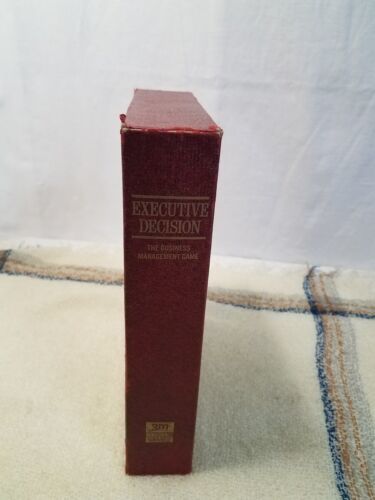 EXECUTIVE
DECISION
THE BUSINESS
MANAGEMENT GAME
3m